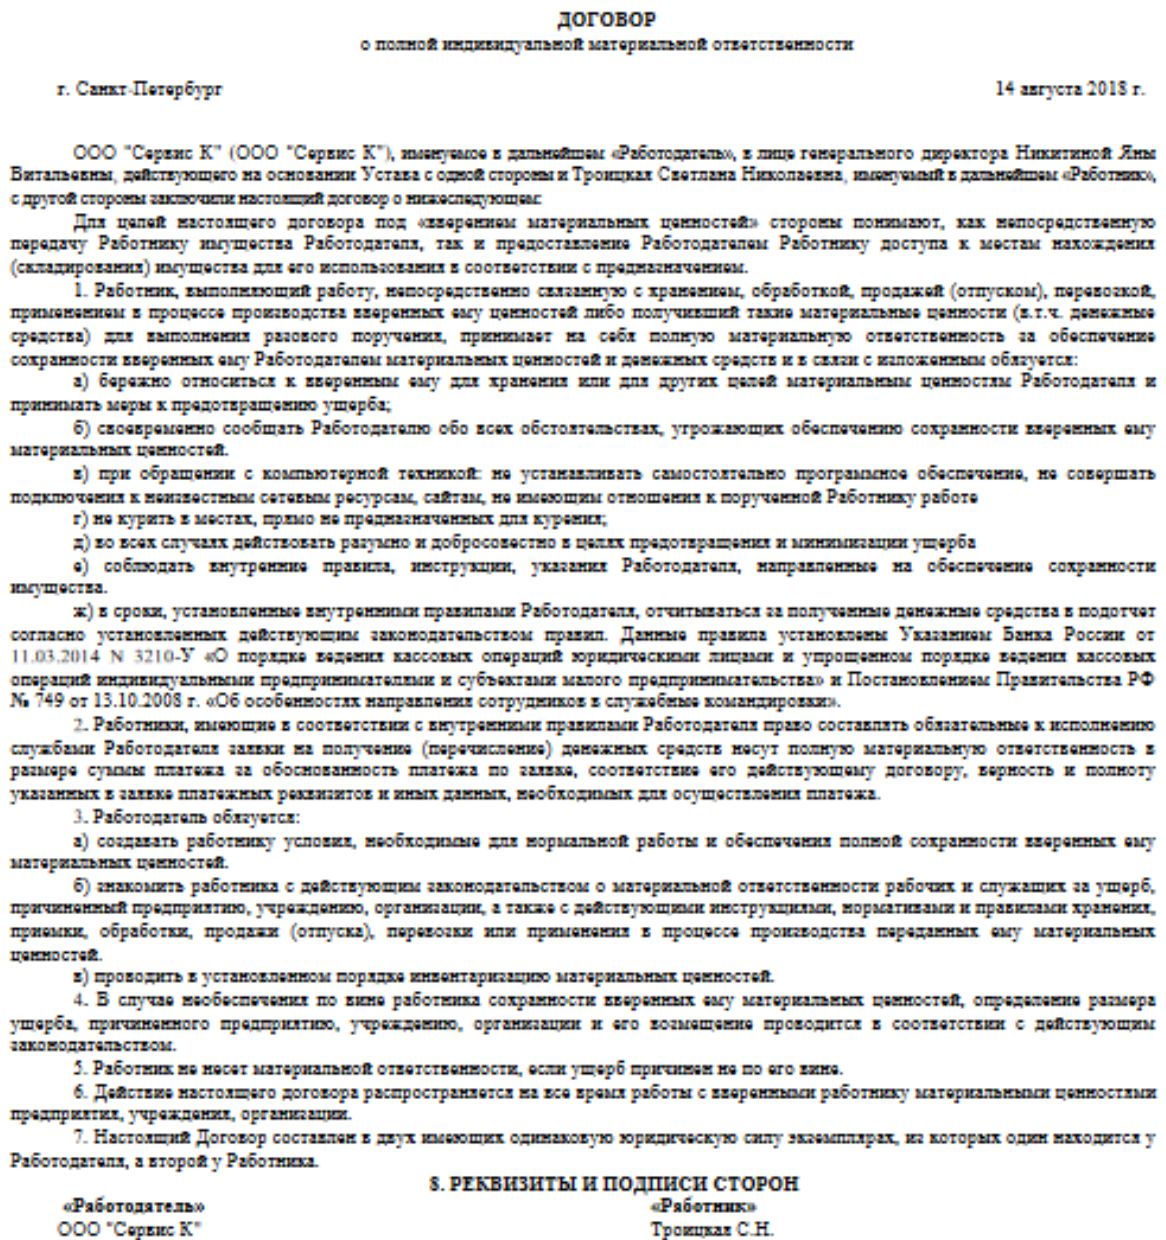 ДОГОВОР
о полной индивидуальной материальной ответственности
г. Санкт-Петербург 14 августа 2018 г.
ООО "Сервис К" (ООО "Сервис К"), именуемое в дальнейшем «Работодатель», в лице генерального директора Никитиной Яны
Витальевны, действующего на основании Устава с одной стороны и Троицкая Светлана Николаевна, именуемый в дальнейшем «Работник»,
с другой стороны заключили настоящий договор о нижеследующем:
Для целей настоящего договора под «вверением материальных ценностей» стороны понимают, как непосредственную
передачу Работнику имущества Работодателя, так и предоставление Работодателем Работнику доступа к местам нахождения
(складирования) имущества для его использования в соответствии с предназначением.
1. Работник, выполняющий работу, непосредственно связанную с хранением, обработкой, продажей (отпуском), перевозкой,
применением в процессе производства вверенных ему ценностей либо получивший такие материальные ценности (в.т.ч. денежные
средства) для выполнения разового поручения, принимает на себя полную материальную ответственность за обеспечение
сохранности вверенных ему Работодателем материальных ценностей и денежных средств и в связи с изложенным обязуется:
а) бережно относиться к вверенным ему для хранения или для других целей материальным ценностям Работодателя и
принимать меры к предотвращению ущерба;
б) своевременно сообщать Работодателю обо всех обстоятельствах, угрожающих обеспечению сохранности вверенных ему
материальных ценностей.
в) при обращении с компьютерной техникой: не устанавливать самостоятельно программное обеспечение, не совершать
подключения к неизвестным сетевым ресурсам, сайтам, не имеющим отношения к порученной Работнику работе
г) не курить в местах, прямо не предназначенных для курения;
д) во всех случаях действовать разумно и добросовестно в целях предотвращения и минимизации ущерба
е) соблюдать внутренние правила, инструкции, указания Работодателя, направленные на обеспечение сохранности
имущества.
ж) в сроки, установленные внутренними правилами Работодателя, отчитываться за полученные денежные средства в подотчет
согласно установленных действующим законодательством правил. Данные правила установлены Указанием Банка России от
11.03.2014 N 3210-У «О порядке ведения кассовых операций юридическими лицами и упрощенном порядке ведения кассовых
операций индивидуальными предпринимателями и субъектами малого предпринимательства» и Постановлением Правительства РФ
№ 749 от 13.10.2008 г. «Об особенностях направления сотрудников в служебные командировки».
2. Работники, имеющие в соответствии с внутренними правилами Работодателя право составлять обязательные к исполнению
службами Работодателя заявки на получение (перечисление) денежных средств несут полную материальную ответственность в
размере суммы платежа за обоснованность платежа по заявке, соответствие его действующему договору, верность и полноту
указанных в заявке платежных реквизитов и иных данных, необходимых для осуществления платежа.
3. Работодатель обязуется:
а) создавать работнику условия, необходимые для нормальной работы и обеспечения полной сохранности вверенных ему
материальных ценностей.
б) знакомить работника с действующим законодательством о материальной ответственности рабочих и служащих за ущерб,
причиненный предприятию, учреждению, организации, а также с действующими инструкциями, нормативами и правилами хранения,
приемки, обработки, продажи (отпуска), перевозки или применения в процессе производства переданных ему материальных
ценностей.
в) проводить в установленном порядке инвентаризацию материальных ценностей.
4. В случае необеспечения по вине работника сохранности вверенных ему материальных ценностей, определение размера
ущерба, причиненного предприятию, учреждению, организации и его возмещение проводится в соответствии с действующим
законодательством.
5. Работник не несет материальной ответственности, если ущерб причинен не по его вине.
6. Действие настоящего договора распространяется на все время работы с вверенными работнику материальными ценностями
предприятия, учреждения, организации.
7. Настоящий Договор составлен в двух имеющих одинаковую юридическую силу экземплярах, из которых один находится у
Работодателя, а второй у Работника.
8. РЕКВИЗИТЫ И ПОДПИСИ СТОРОН
«Работодатель» «Работник»
ООО "Сервис К" Троицкая С.Н.